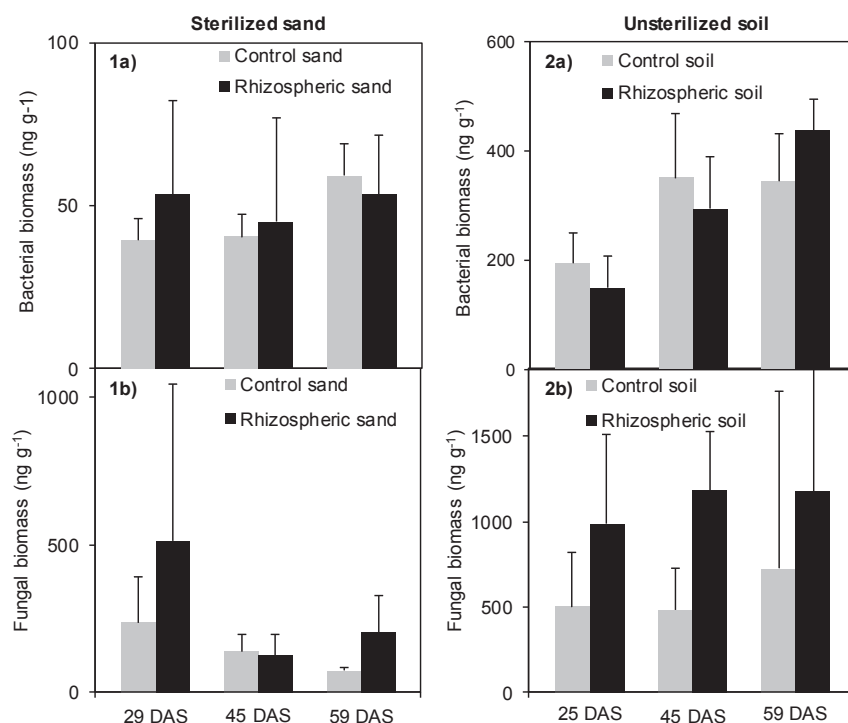 Sterilized sand
Unsterilized soil
1a)
Control sand
Rhizospheric sand
100
50
0
Bacterial biomass (ng g-1)
2a)
Control soil
Rhizospheric soil
600
400
200
0
Bacterial biomass (ng g-1)
1b)
Control sand
Rhizospheric sand
1000
500
0
Fungal biomass (ng g-1)
29 DAS 45 DAS 59 DAS
2b)
Control soil
Rhizospheric soil
1500
1000
500
0
Fungal biomass (ng g-1)
25 DAS 45 DAS 59 DAS